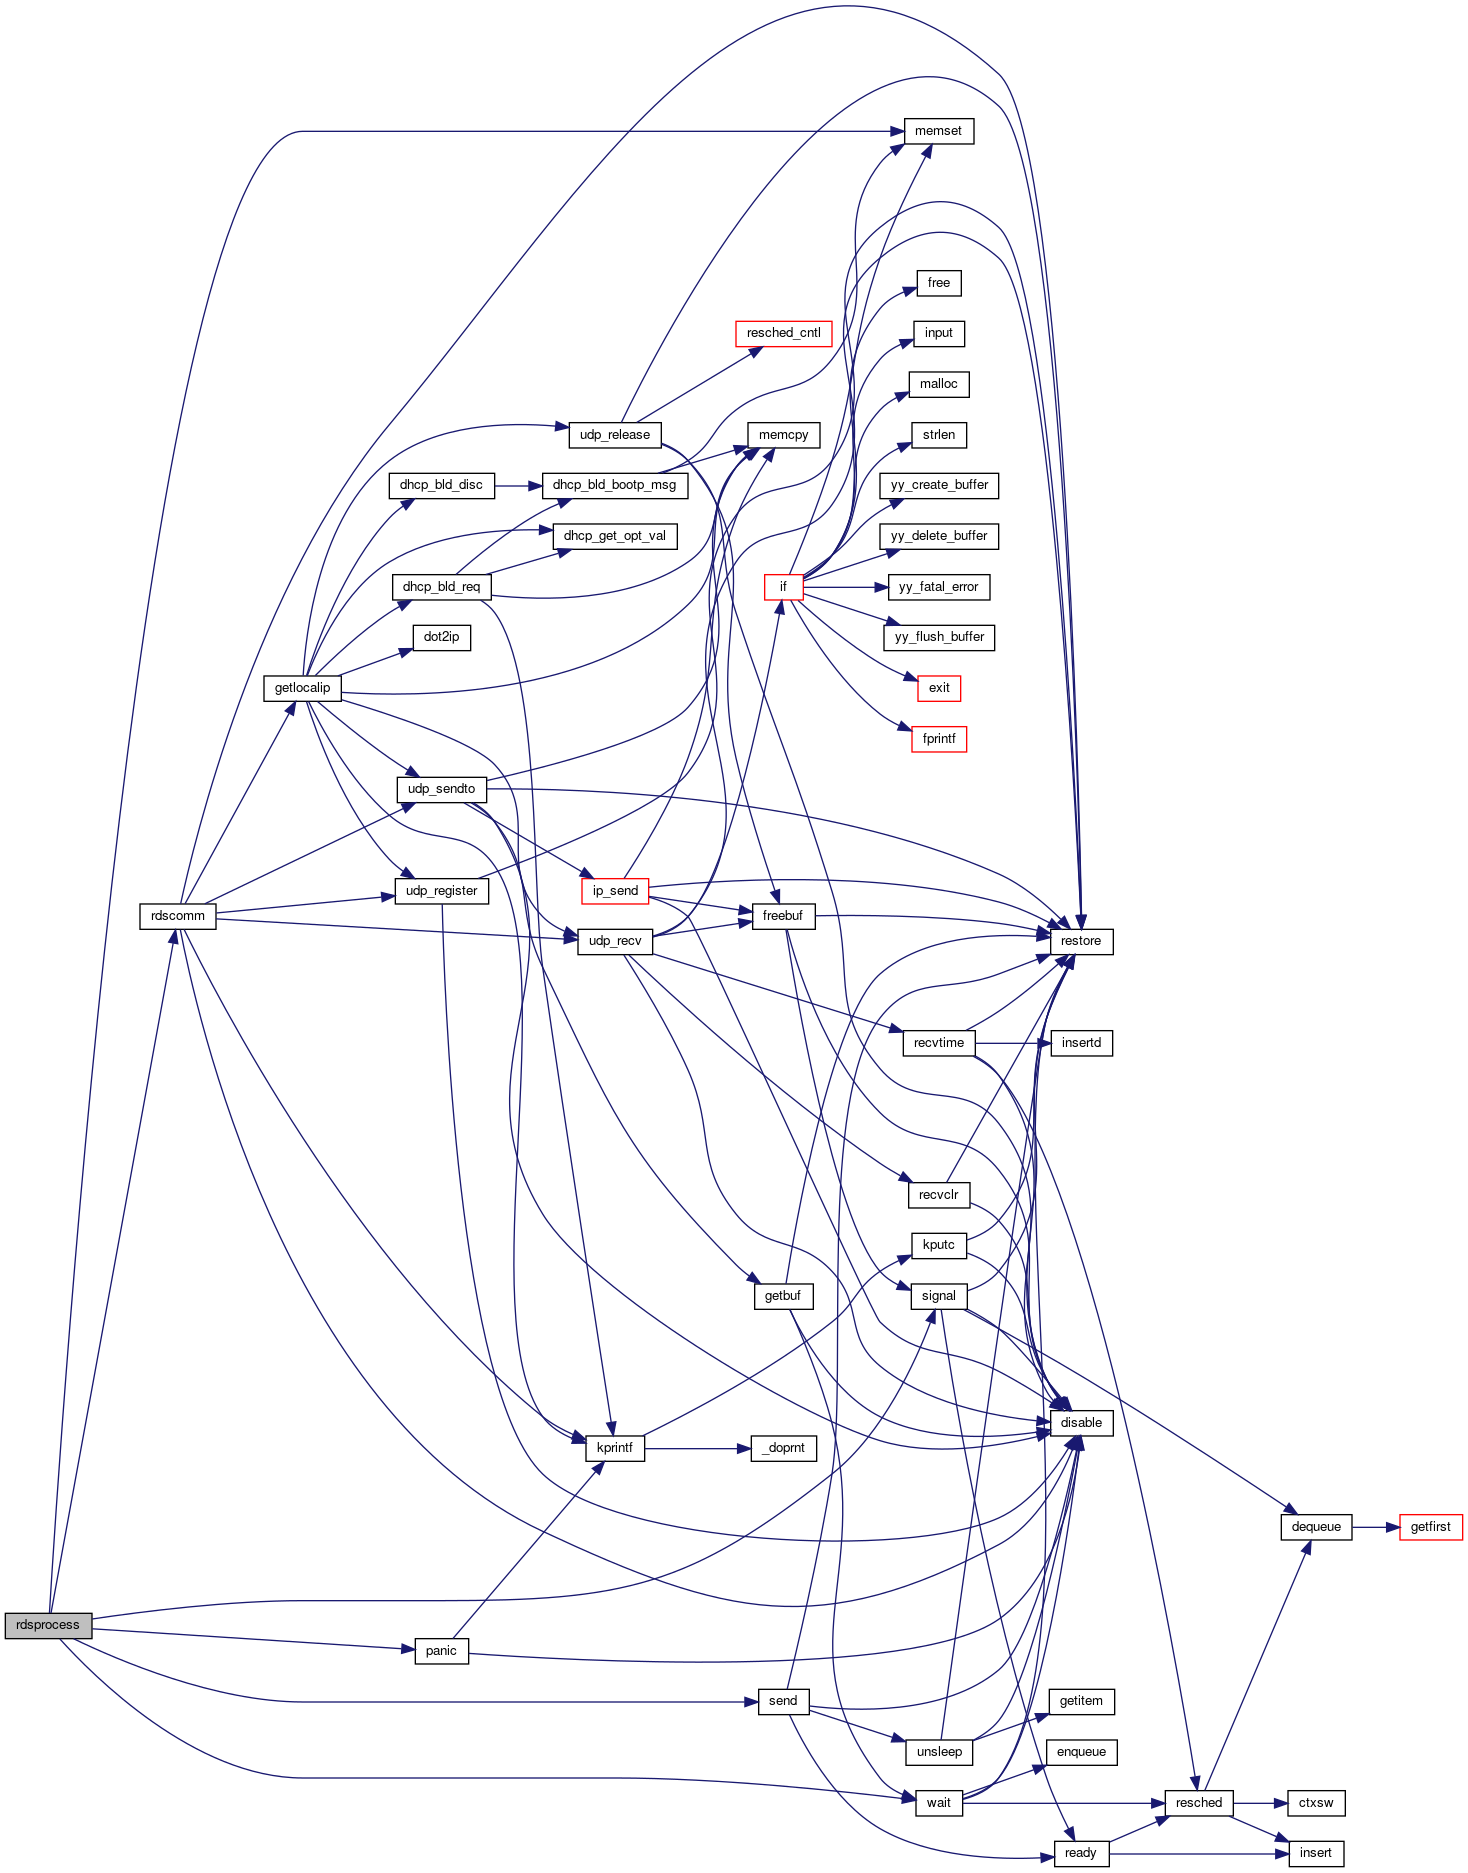 memset
free
input
resched_cntl
malloc
udp_release
memcpy
strlen
dhcp_bld_disc
dhcp_bld_bootp_msg
yy_create_buffer
dhcp_get_opt_val
yy_delete_buffer
dhcp_bld_req
if
yy_fatal_error
dot2ip
yy_flush_buffer
getlocalip
exit
fprintf
udp_sendto
udp_register
ip_send
rdscomm
freebuf
udp_recv
restore
recvtime
insertd
recvclr
kputc
getbuf
signal
disable
kprintf
_doprnt
dequeue
getfirst
rdsprocess
panic
send
getitem
unsleep
enqueue
wait
resched
ctxsw
ready
insert